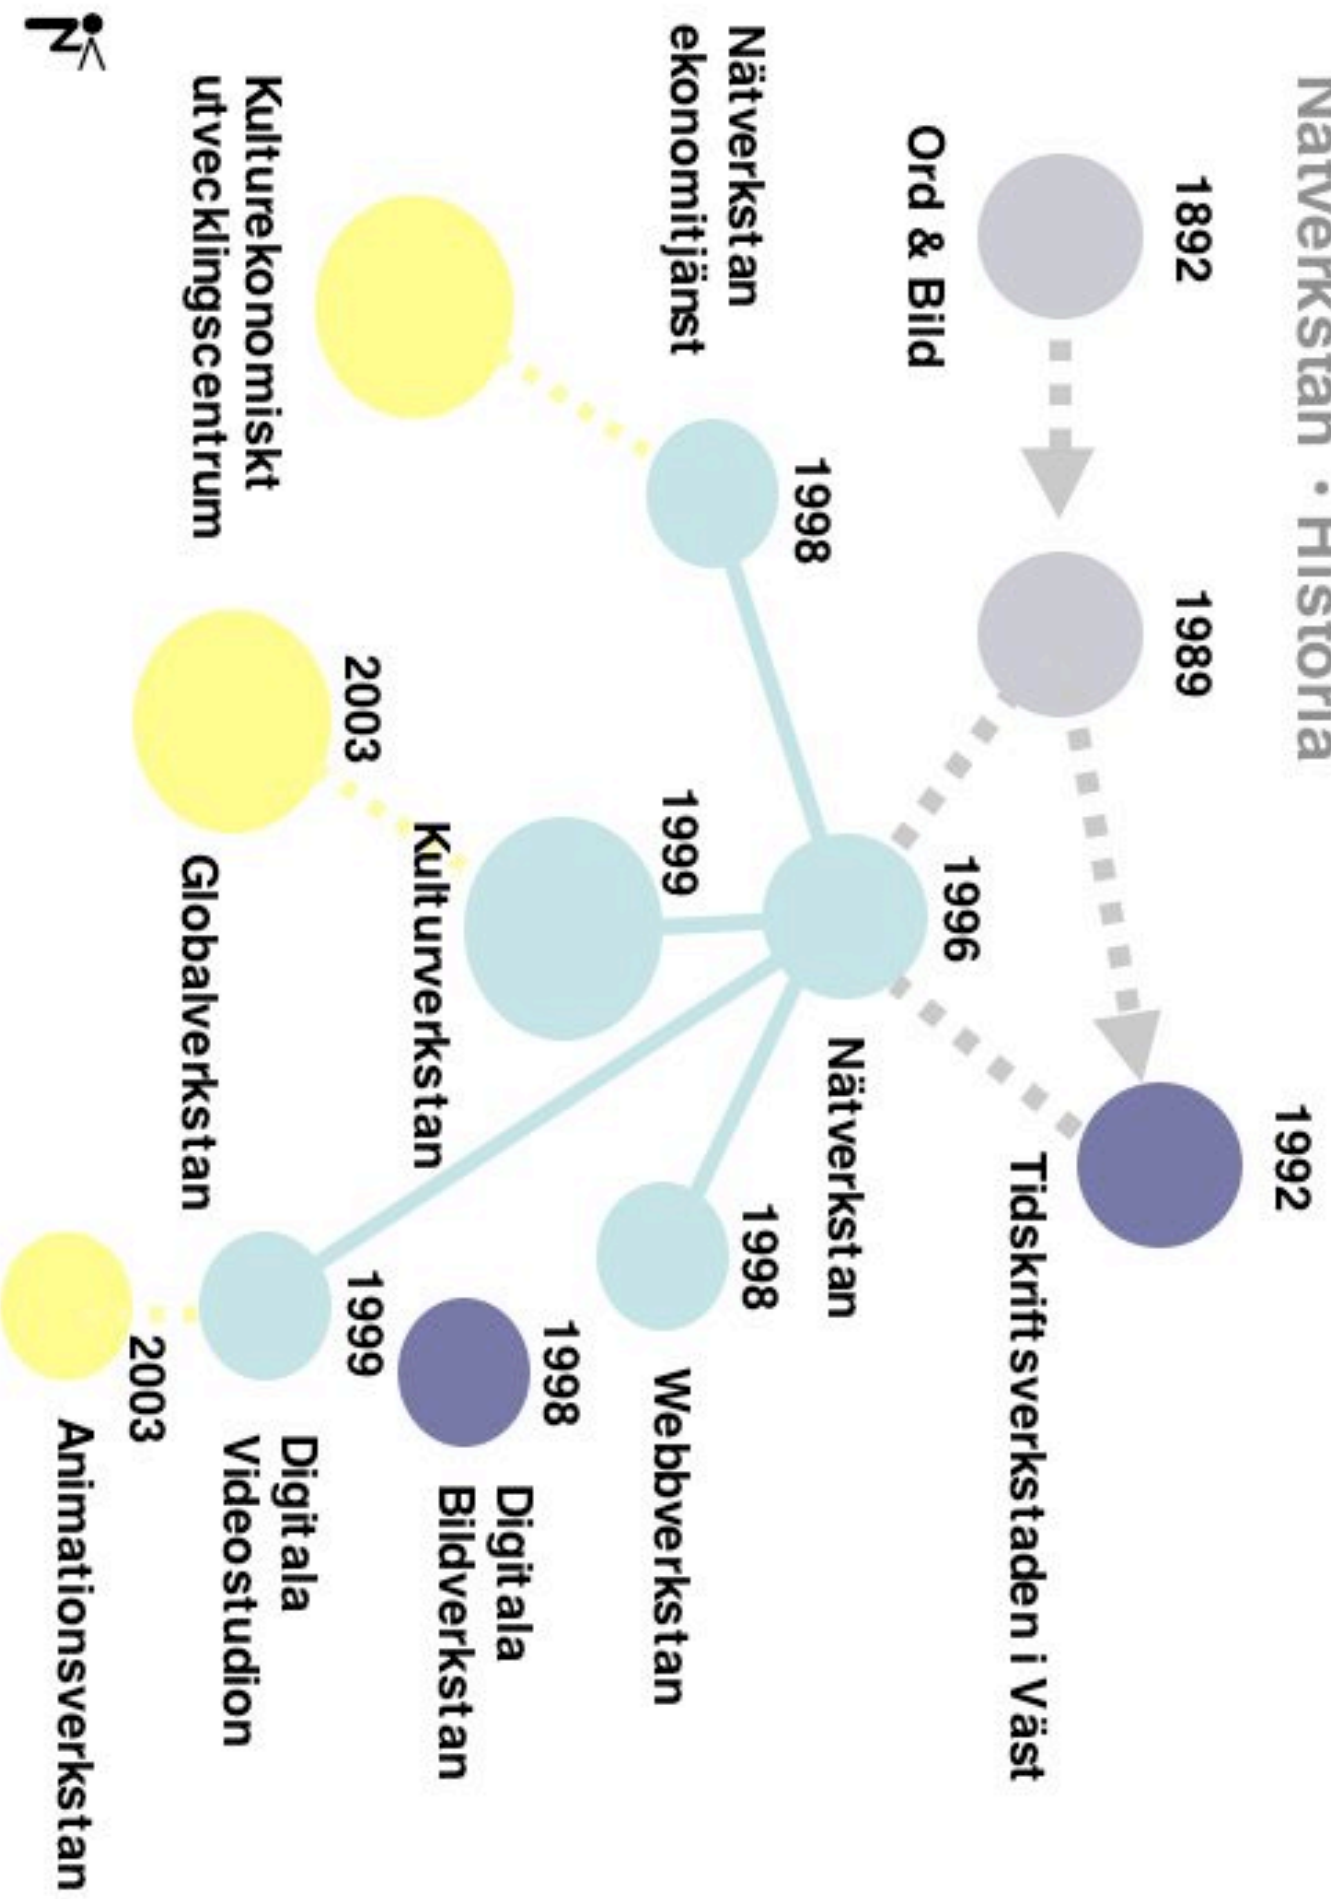 Nätverkstan • Historia
1892
1989
1992
Ord & Bild
1996
Tidskriftsverkstaden i Väst
Nätverkstan
1998
Nätverkstan
ekonomitjänst
1998
Webbverkstan
1999
Kulturverkstan
1998
Digitala
Bildverkstan
2003
1999
Digitala
Videostudion
Kulturekonomiskt
utvecklingscentrum
Globalverkstan
2003
Animationsverkstan